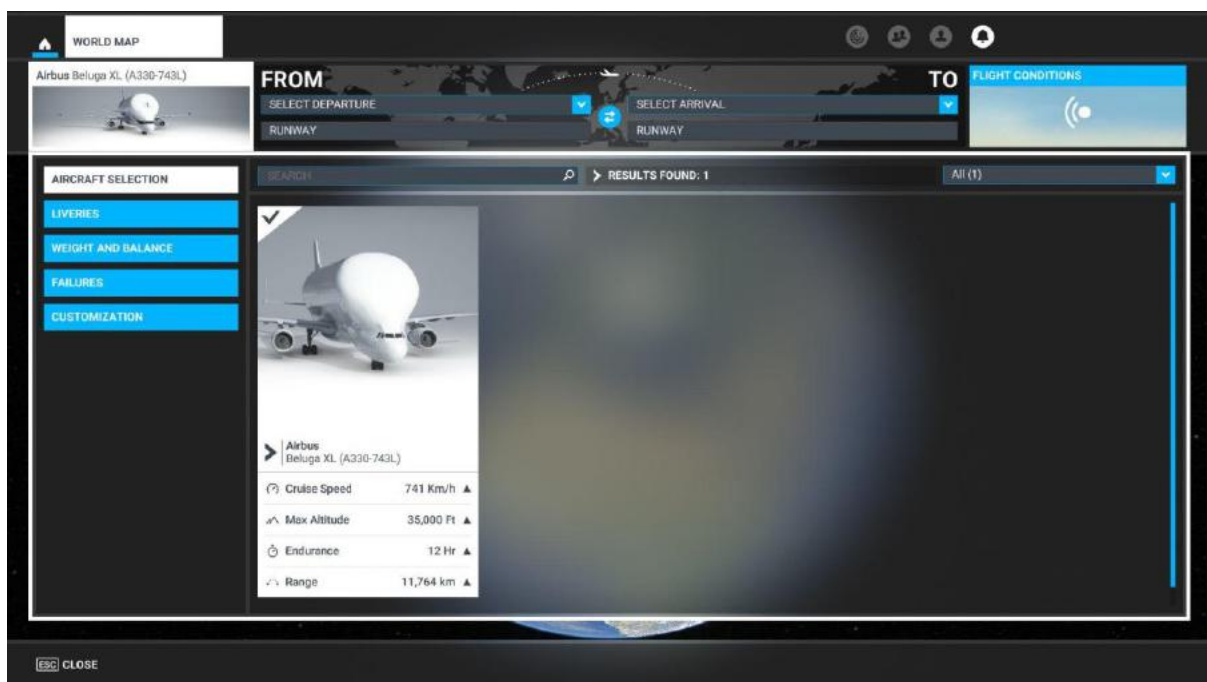 WORLD MAP
Airbus Beluga XL (A330-743L)
FROM
TO
FLIGHT CONDITIONS
SELECT DEPARTURE
SELECT ARRIVAL
RUNWAY
RUNWAY
AIRCRAFT SELECTION
SEARCH
RESULTS FOUND: 1
All (1)
LIVERIES
WEIGHT AND BALANCE
FAILURES
CUSTOMIZATION
Airbus
Beluga XL (A330-743L)
Cruise Speed 741 Km/h
Max Altitude 35,000 Ft
Endurance 12 Hr
Range 11,764 km
ESC CLOSE